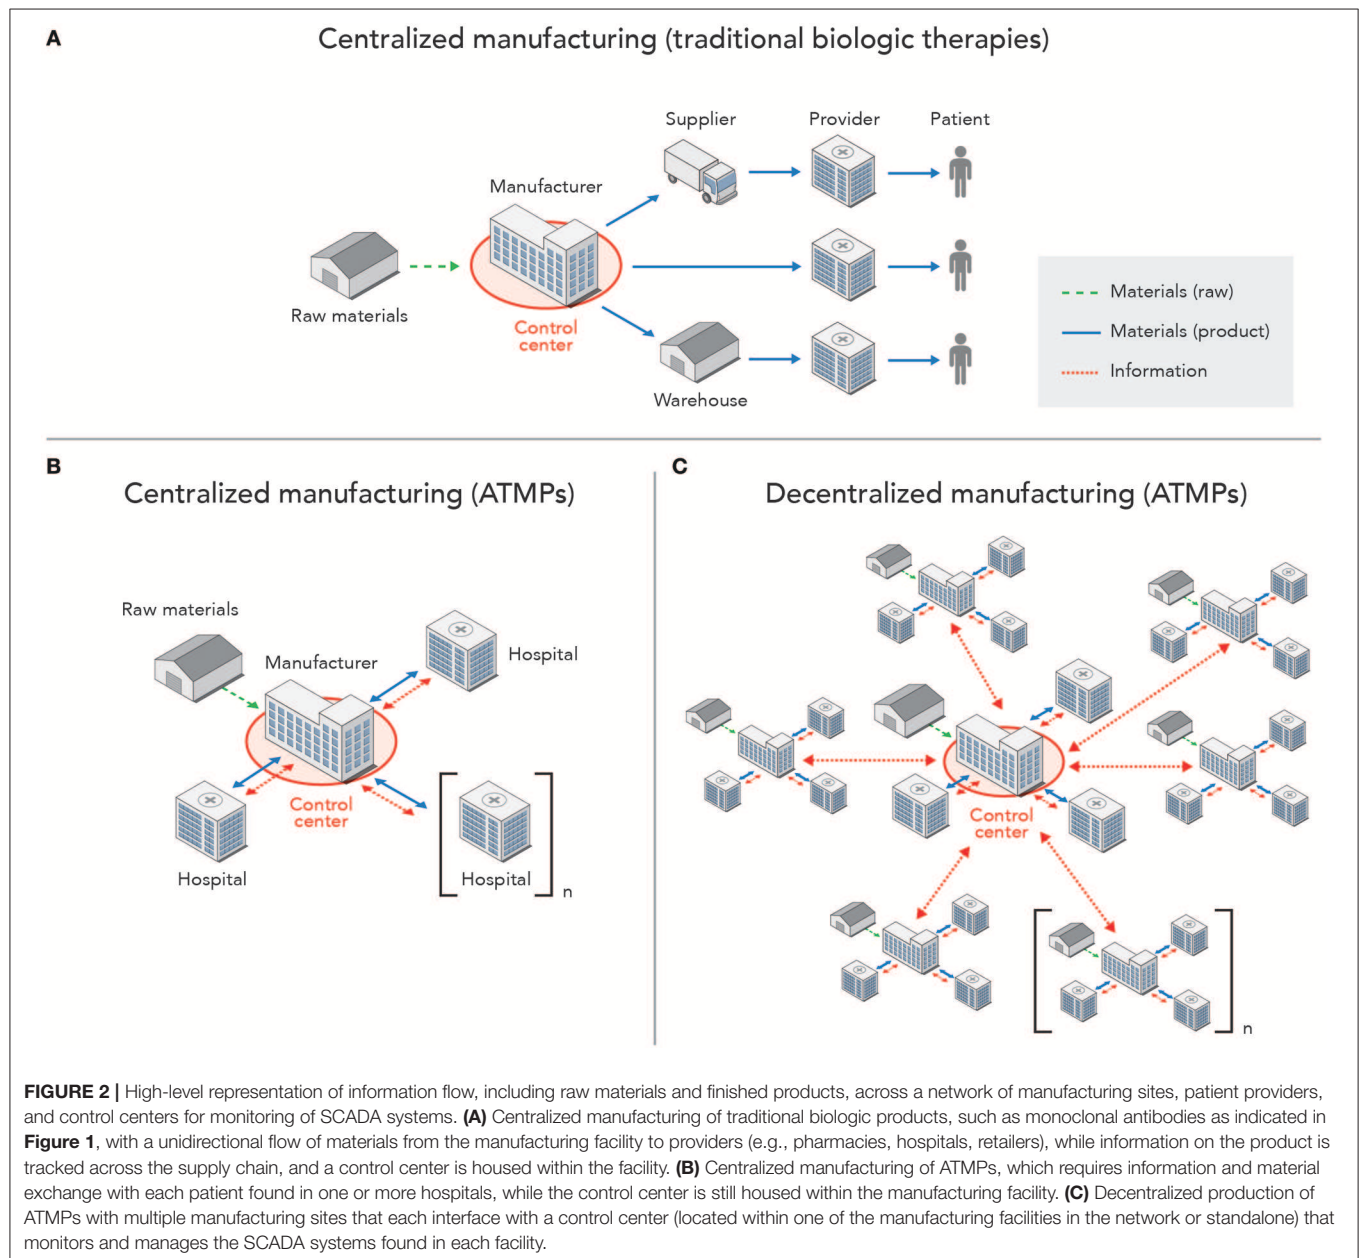 A
Centralized manufacturing (traditional biologic therapies)
Supplier
Provider
Patient
Manufacturer
Raw materials
Control
center
Warehouse
Materials (raw)
Materials (product)
Information
B
Centralized manufacturing (ATMPs)
Raw materials
Manufacturer
Hospital
Control
center
Hospital
Hospital
n
C
Decentralized manufacturing (ATMPs)
Control
center
n
FIGURE 2 | High-level representation of information flow, including raw materials and finished products, across a network of manufacturing sites, patient providers,
and control centers for monitoring of SCADA systems. (A) Centralized manufacturing of traditional biologic products, such as monoclonal antibodies as indicated in
Figure 1, with a unidirectional flow of materials from the manufacturing facility to providers (e.g., pharmacies, hospitals, retailers), while information on the product is
tracked across the supply chain, and a control center is housed within the facility. (B) Centralized manufacturing of ATMPs, which requires information and material
exchange with each patient found in one or more hospitals, while the control center is still housed within the manufacturing facility. (C) Decentralized production of
ATMPs with multiple manufacturing sites that each interface with a control center (located within one of the manufacturing facilities in the network or standalone) that
monitors and manages the SCADA systems found in each facility.